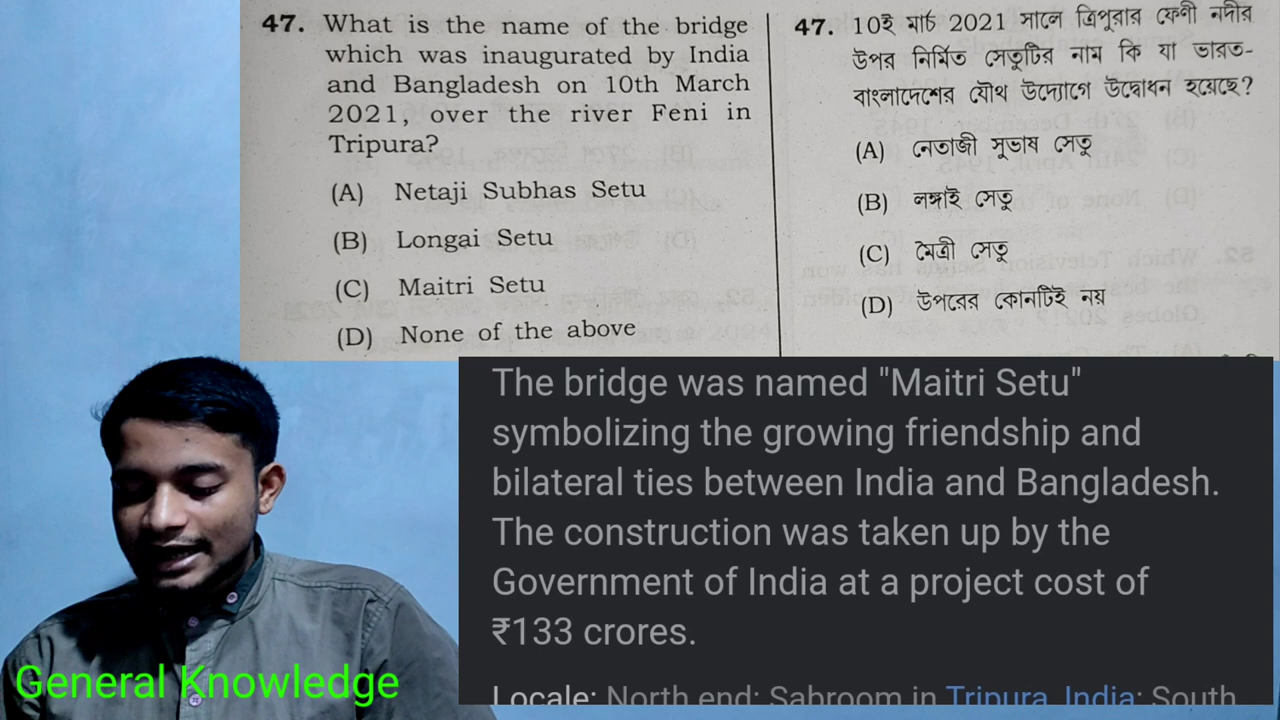 47. What is the name of the bridge
which was inaugurated by India
and Bangladesh on 10th March
2021, over the river Feni in
Tripura?
(A) Netaji Subhas Setu
(B) Longai Setu
(C) Maitri Setu
(D) None of the above
47. 10ই মার্চ 2021 সালে ত্রিপুরার ফেণী নদীর
উপর নির্মিত সেতুটির নাম কি যা ভারত-
বাংলাদেশের যৌথ উদ্যোগে উদ্বোধন হয়েছে?
(A) নেতাজী সুভাষ সেতু
(B) লঙ্গাই সেতু
(C) মৈত্রী সেতু
(D) উপরের কোনটিই নয়
The bridge was named "Maitri Setu"
symbolizing the growing friendship and
bilateral ties between India and Bangladesh.
The construction was taken up by the
Government of India at a project cost of
₹133 crores.
Locale: North end: Sabroom in Tripura, India; South
General Knowledge